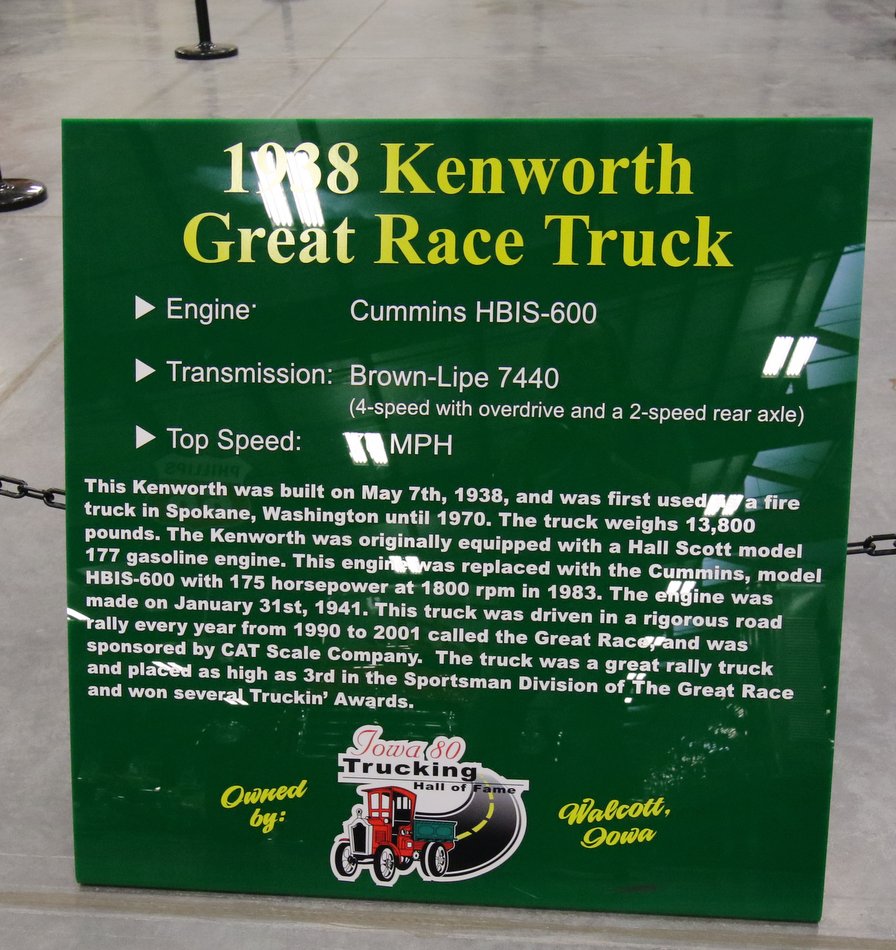 1938 Kenworth
Great Race Truck
Engine: Cummins HBIS-600
Transmission: Brown-Lipe 7440
(4-speed with overdrive and a 2-speed rear axle)
Top Speed: MPH
This Kenworth was built on May 7th, 1938, and was first used as a fire
truck in Spokane, Washington until 1970. The truck weighs 13,800
pounds. The Kenworth was originally equipped with a Hall Scott model
177 gasoline engine. This engine was replaced with the Cummins, model
HBIS-600 with 175 horsepower at 1800 rpm in 1983. The engine was
made on January 31st, 1941. This truck was driven in a rigorous road
rally every year from 1990 to 2001 called the Great Race, and was
sponsored by CAT Scale Company. The truck was a great rally truck
and placed as high as 3rd in the Sportsman Division of The Great Race
and won several Truckin' Awards.
Iowa 80
Trucking
Hall of Fame
Owned
by:
Walcott,
Iowa